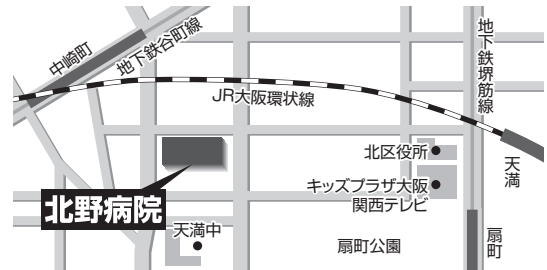 中崎町
地下鉄谷町線
地下鉄堺筋線
JR大阪環状線
北区役所
天満
キッズプラザ大阪
関西テレビ
北野病院
天満中
扇町公園
扇町